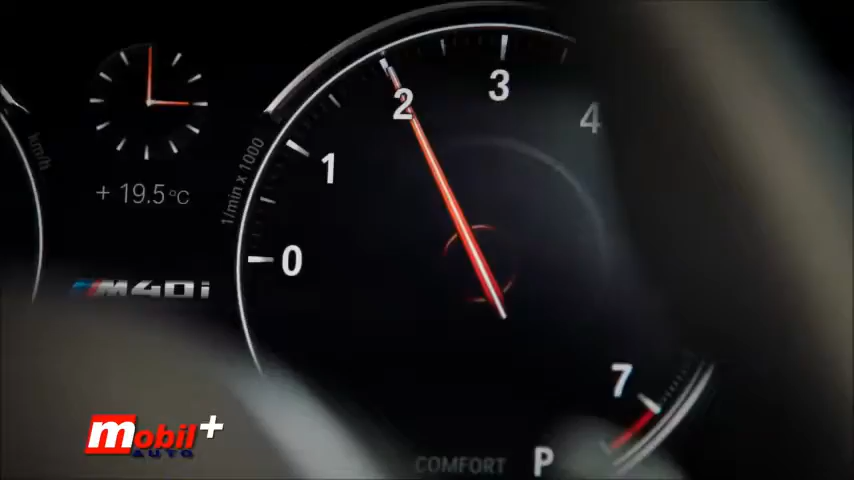 km/h
+ 19.5°C
M40i
1/min x 1000
0
1
2
3
4
7
COMFORT
P
mobil+
AUTO